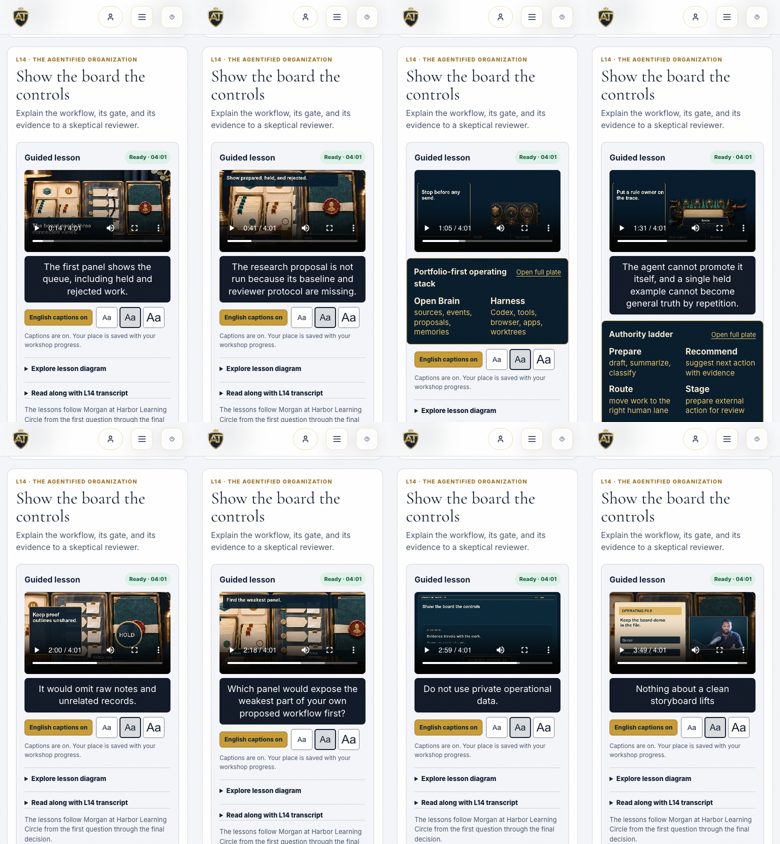 AT
L14 · THE AGENTIFIED ORGANIZATION
Show the board the
controls
Explain the workflow, its gate, and its
evidence to a skeptical reviewer.
Guided lesson
Ready · 04:01
0:14 / 4:01
The first panel shows the
queue, including held and
rejected work.
English captions on
Aa
Aa
Aa
Captions are on. Your place is saved with your
workshop progress.
Explore lesson diagram
Read along with L14 transcript
The lessons follow Morgan at Harbor Learning
Circle from the first question through the final
AT
L14 · THE AGENTIFIED ORGANIZATION
Show the board the
controls
Explain the workflow, its gate, and its
evidence to a skeptical reviewer.
Guided lesson
Ready · 04:01
Show prepared, held, and rejected.
0:41 / 4:01
The research proposal is not
run because its baseline and
reviewer protocol are missing.
English captions on
Aa
Aa
Aa
Captions are on. Your place is saved with your
workshop progress.
Explore lesson diagram
Read along with L14 transcript
The lessons follow Morgan at Harbor Learning
Circle from the first question through the final
AT
L14 · THE AGENTIFIED ORGANIZATION
Show the board the
controls
Explain the workflow, its gate, and its
evidence to a skeptical reviewer.
Guided lesson
Ready · 04:01
Stop before any
send.
1:05 / 4:01
Portfolio-first operating
stack
Open full plate
Open Brain
sources, events,
proposals,
memories
Harness
Codex, tools,
browser, apps,
worktrees
English captions on
Aa
Aa
Aa
Captions are on. Your place is saved with your
workshop progress.
Explore lesson diagram
AT
L14 · THE AGENTIFIED ORGANIZATION
Show the board the
controls
Explain the workflow, its gate, and its
evidence to a skeptical reviewer.
Guided lesson
Ready · 04:01
Put a rule owner on
the trace.
1:31 / 4:01
The agent cannot promote it
itself, and a single held
example cannot become
general truth by repetition.
Authority ladder
Open full plate
Prepare
draft, summarize,
classify
Recommend
suggest next action
with evidence
Route
move work to the
right human lane
Stage
prepare external
action for review
AT
L14 · THE AGENTIFIED ORGANIZATION
Show the board the
controls
Explain the workflow, its gate, and its
evidence to a skeptical reviewer.
Guided lesson
Ready · 04:01
Keep proof
outlines unshared.
HOLD
2:00 / 4:01
It would omit raw notes and
unrelated records.
English captions on
Aa
Aa
Aa
Captions are on. Your place is saved with your
workshop progress.
Explore lesson diagram
Read along with L14 transcript
The lessons follow Morgan at Harbor Learning
Circle from the first question through the final
decision.
AT
L14 · THE AGENTIFIED ORGANIZATION
Show the board the
controls
Explain the workflow, its gate, and its
evidence to a skeptical reviewer.
Guided lesson
Ready · 04:01
Find the weakest panel.
2:18 / 4:01
Which panel would expose the
weakest part of your own
proposed workflow first?
English captions on
Aa
Aa
Aa
Captions are on. Your place is saved with your
workshop progress.
Explore lesson diagram
Read along with L14 transcript
The lessons follow Morgan at Harbor Learning
Circle from the first question through the final
AT
L14 · THE AGENTIFIED ORGANIZATION
Show the board the
controls
Explain the workflow, its gate, and its
evidence to a skeptical reviewer.
Guided lesson
Ready · 04:01
Show the board the controls
Evidence travels with the work.
2:59 / 4:01
Do not use private operational
data.
English captions on
Aa
Aa
Aa
Captions are on. Your place is saved with your
workshop progress.
Explore lesson diagram
Read along with L14 transcript
The lessons follow Morgan at Harbor Learning
Circle from the first question through the final
decision.
AT
L14 · THE AGENTIFIED ORGANIZATION
Show the board the
controls
Explain the workflow, its gate, and its
evidence to a skeptical reviewer.
Guided lesson
Ready · 04:01
OPERATING FILE
Keep the board demo
in the file.
3:49 / 4:01
Nothing about a clean
storyboard lifts
English captions on
Aa
Aa
Aa
Captions are on. Your place is saved with your
workshop progress.
Explore lesson diagram
Read along with L14 transcript
The lessons follow Morgan at Harbor Learning
Circle from the first question through the final
decision.